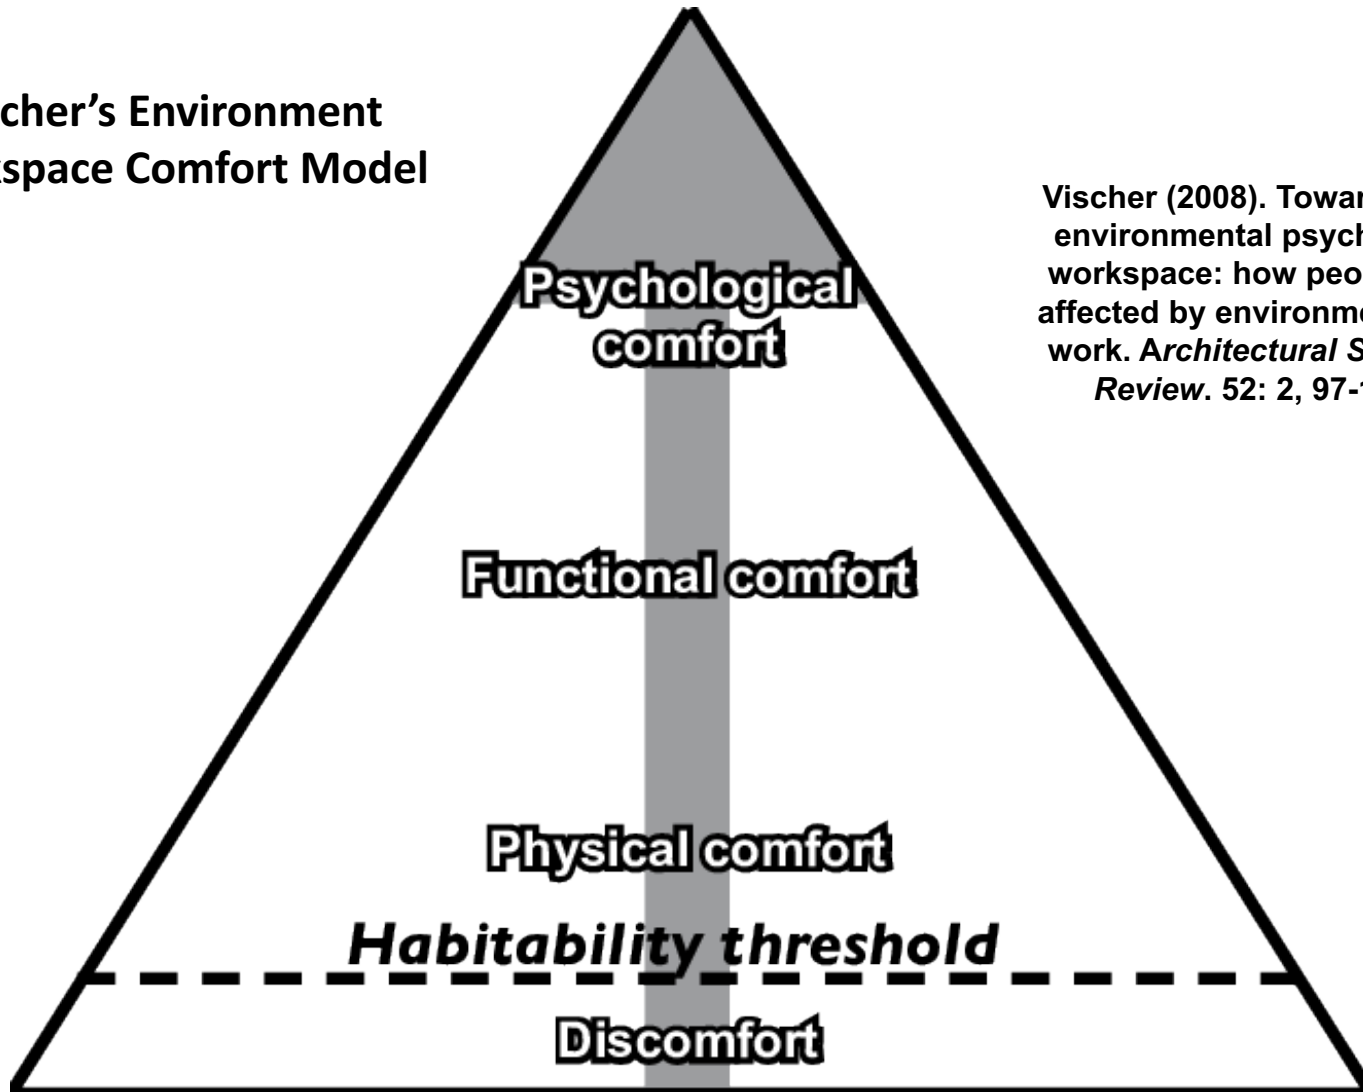 cher's Environment
space Comfort Model
Vischer (2008). Towar
environmental psych
workspace: how peo
affected by environme
work. Architectural S
Review. 52: 2, 97-
Psychological
comfort
Functional comfort
Physical comfort
Habitability threshold
Discomfort